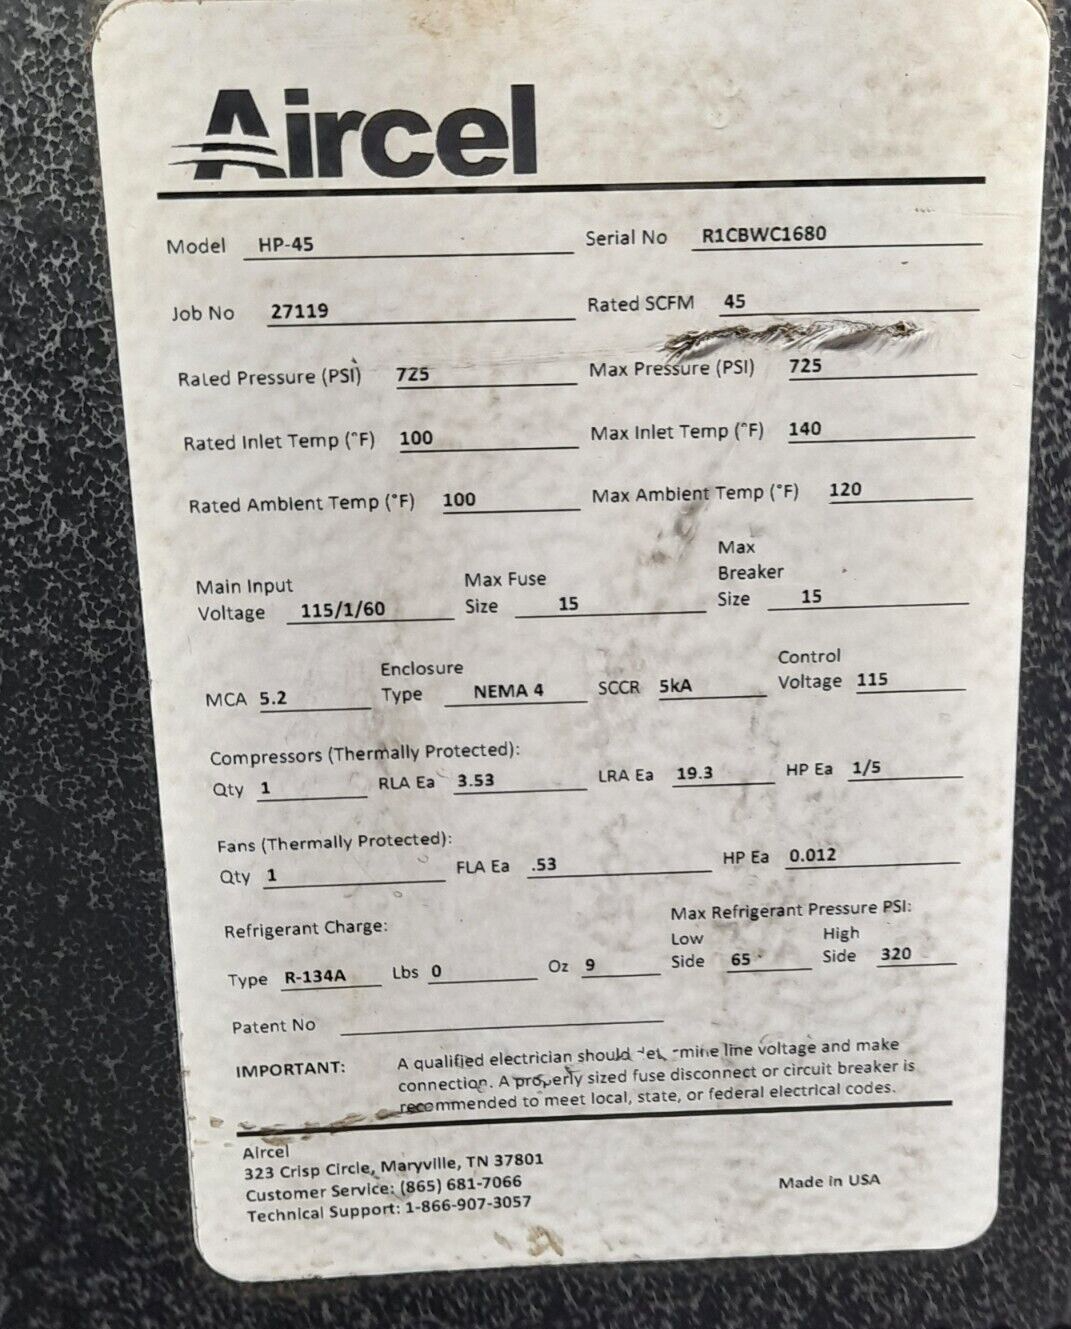 Aircel
Model HP-45 Serial No R1CBWC1680
Job No 27119 Rated SCFM 45
Rated Pressure (PSI) 725 Max Pressure (PSI) 725
Rated Inlet Temp (°F) 100 Max Inlet Temp (°F) 140
Rated Ambient Temp (°F) 100 Max Ambient Temp (°F) 120
Main Input Voltage 115/1/60 Max Fuse Size 15 Max Breaker Size 15
MCA 5.2 Enclosure Type NEMA 4 SCCR 5kA Control Voltage 115
Compressors (Thermally Protected):
Qty 1 RLA Ea 3.53 LRA Ea 19.3 HP Ea 1/5
Fans (Thermally Protected):
Qty 1 FLA Ea .53 HP Ea 0.012
Refrigerant Charge: Max Refrigerant Pressure PSI:
Type R-134A Lbs 0 Oz 9 Low Side 65 High Side 320
Patent No
IMPORTANT: A qualified electrician should line voltage and make
connection. A properly sized fuse disconnect or circuit breaker is
recommended to meet local, state, or federal electrical codes.
Aircel
323 Crisp Circle, Maryville, TN 37801
Customer Service: (865) 681-7066
Technical Support: 1-866-907-3057
Made in USA